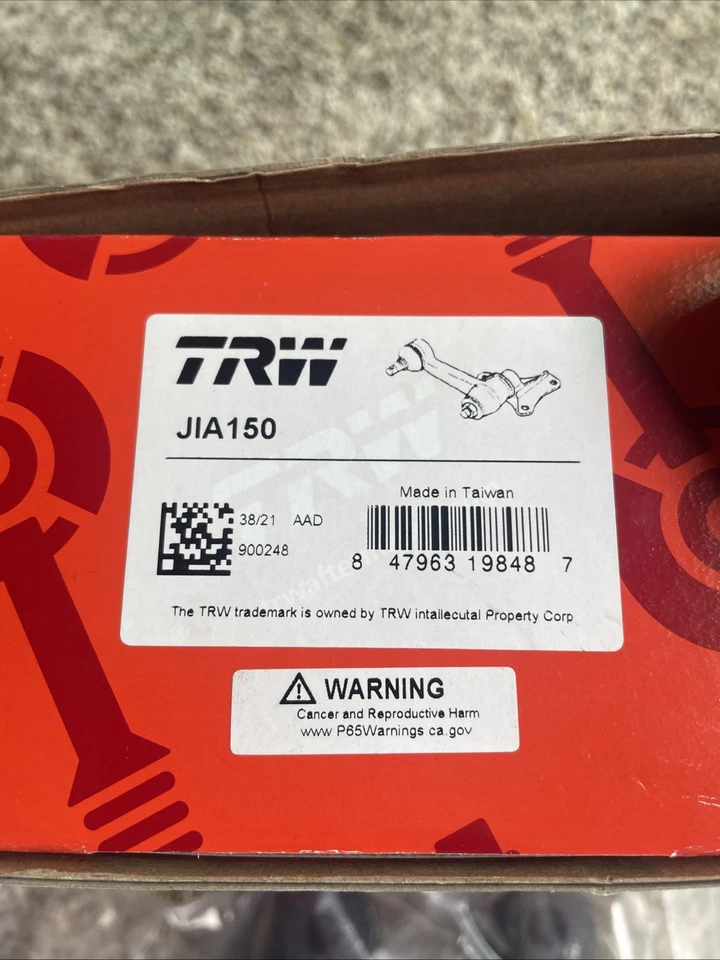 TRW
JIA150
Made in Taiwan
38/21 AAD
900248
8 47963 19848 7
The TRW trademark is owned by TRW intallecutal Property Corp
WARNING
Cancer and Reproductive Harm
www P65Warnings ca.gov